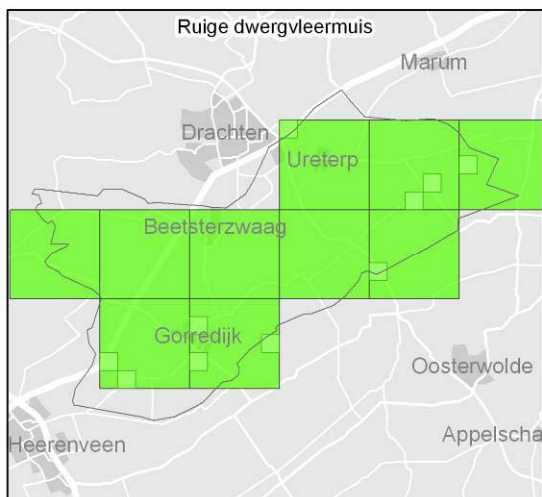 Ruige dwergvleermuis
Marum
Drachten
Ureterp
Beetsterzwaag
Gorredijk
Oosterwolde
Heerenveen
Appelscha